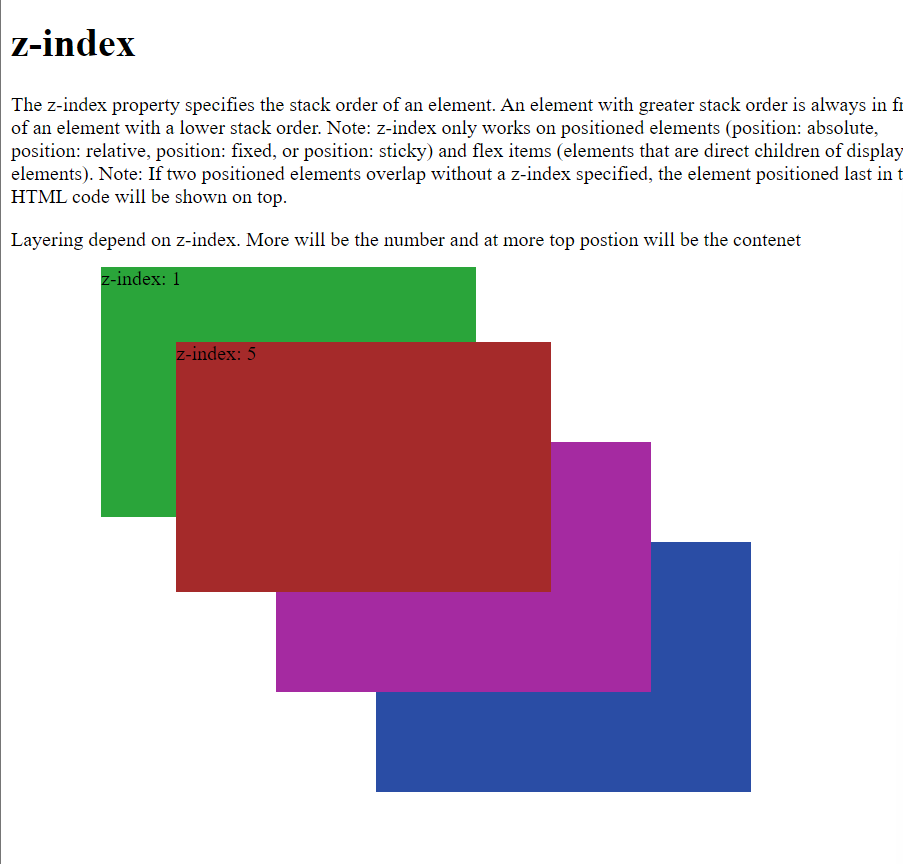 z-index
The z-index property specifies the stack order of an element. An element with greater stack order is always in
of an element with a lower stack order. Note: z-index only works on positioned elements (position: absolute,
position: relative, position: fixed, or position: sticky) and flex items (elements that are direct children of display
elements). Note: If two positioned elements overlap without a z-index specified, the element positioned last in
HTML code will be shown on top.
Layering depend on z-index. More will be the number and at more top postion will be the contenet
z-index: 1
z-index: 5